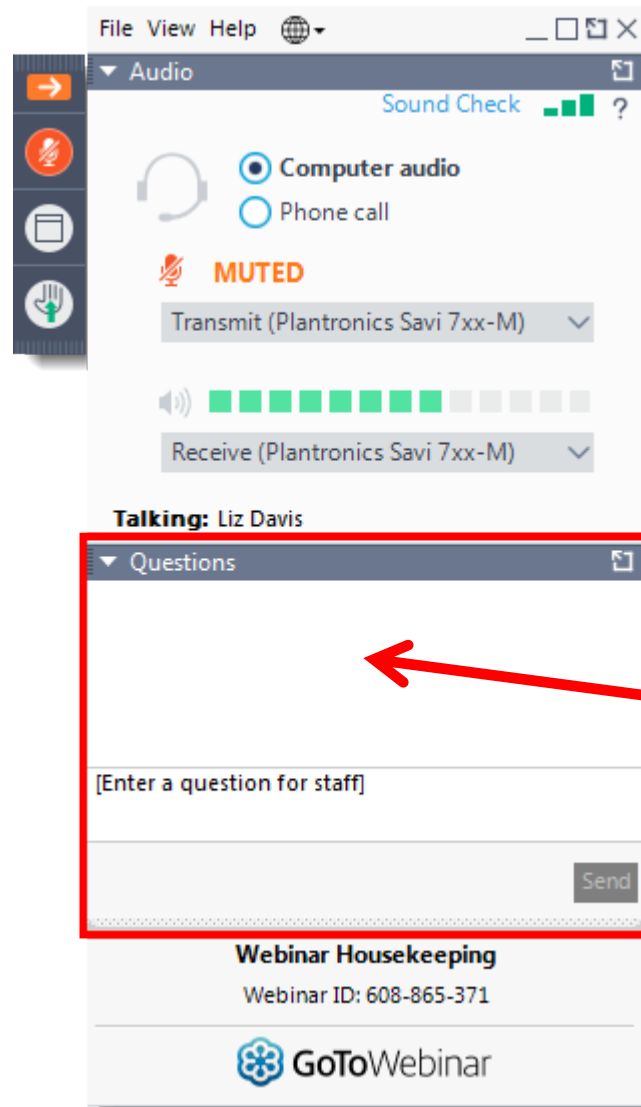 File View Help
Audio
Sound Check ?
Computer audio
Phone call
MUTED
Transmit (Plantronics Savi 7xx-M)
Receive (Plantronics Savi 7xx-M)
Talking: Liz Davis
Questions
[Enter a question for staff]
Send
Webinar Housekeeping
Webinar ID: 608-865-371
GoToWebinar